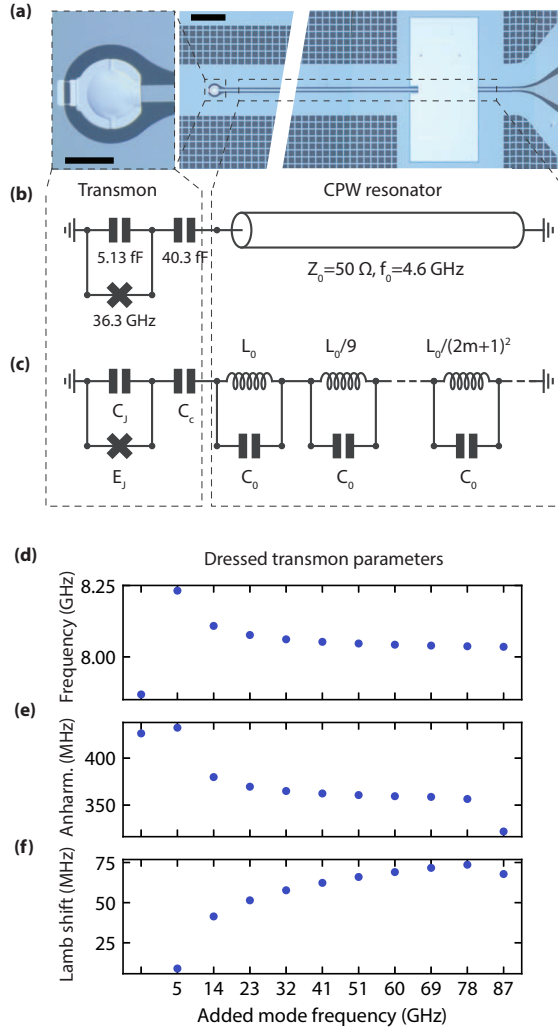 (a)
Transmon
CPW resonator
(b)
5.13 fF
40.3 fF
36.3 GHz
Z₀=50 Ω, f₀=4.6 GHz
(c)
L₀
L₀/9
L₀/(2m+1)²
C_J
C_c
E_J
C₀
C₀
C₀
(d)
Dressed transmon parameters
Frequency (GHz)
8.25
8.00
(e)
Anharm. (MHz)
400
350
(f)
Lamb shift (MHz)
75
50
25
5 14 23 32 41 51 60 69 78 87
Added mode frequency (GHz)